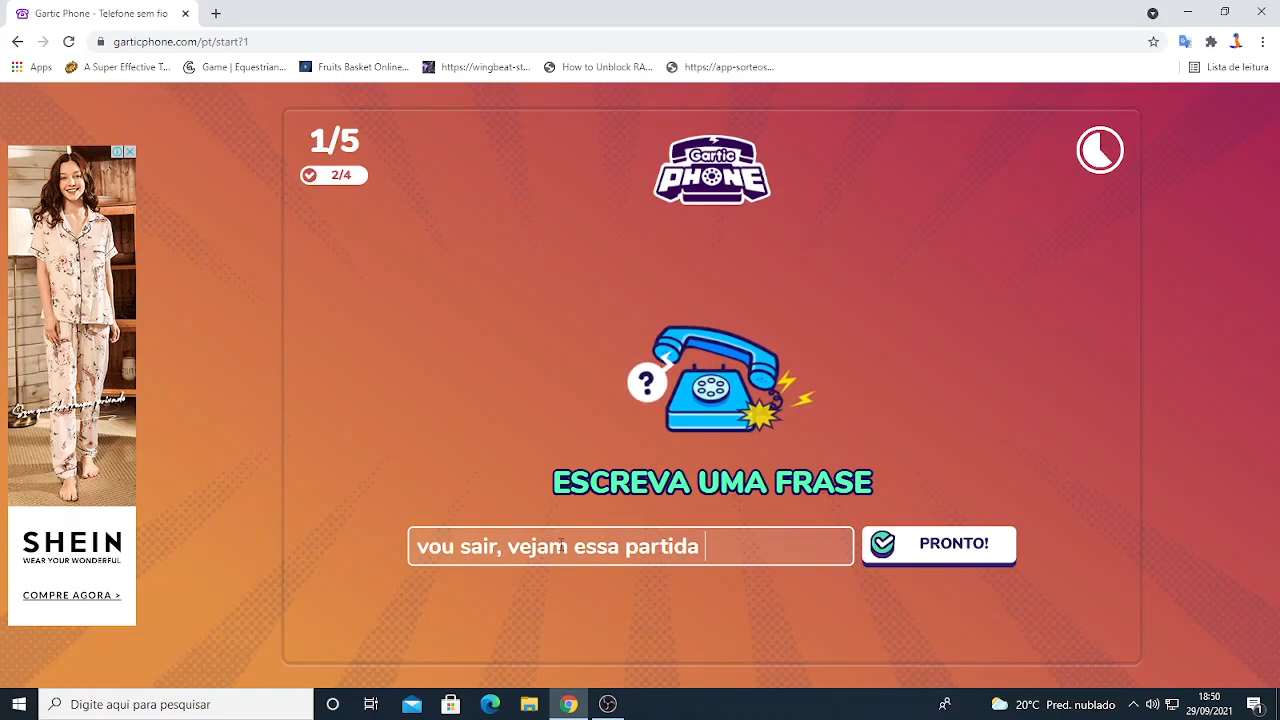 Gartic Phone - Telefone sem fio
garticphone.com/pt/start?1
Apps
A Super Effective T...
Game | Equestrian...
Fruits Basket Online...
https://wingbeat-st...
How to Unblock RA...
https://app-sorteos...
Lista de leitura
1/5
2/4
Gartic
PHONE
?
ESCREVA UMA FRASE
vou sair, vejam essa partida
PRONTO!
SHEIN
WEAR YOUR WONDERFUL
COMPRE AGORA >
Digite aqui para pesquisar
20°C Pred. nublado
18:50
29/09/2021
1